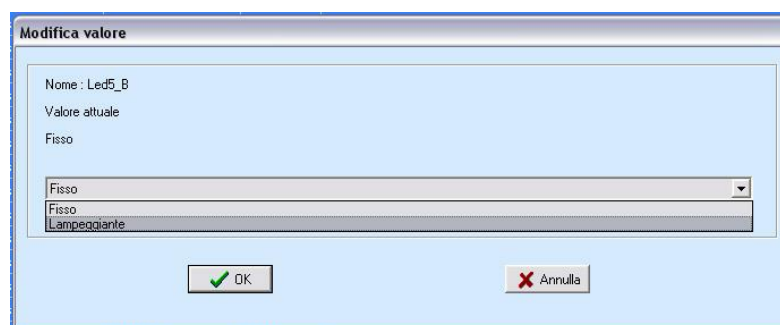 Modifica valore
Nome : Led5_B
Valore attuale
Fisso
Fisso
Fisso
Lampeggiante
OK
Annulla